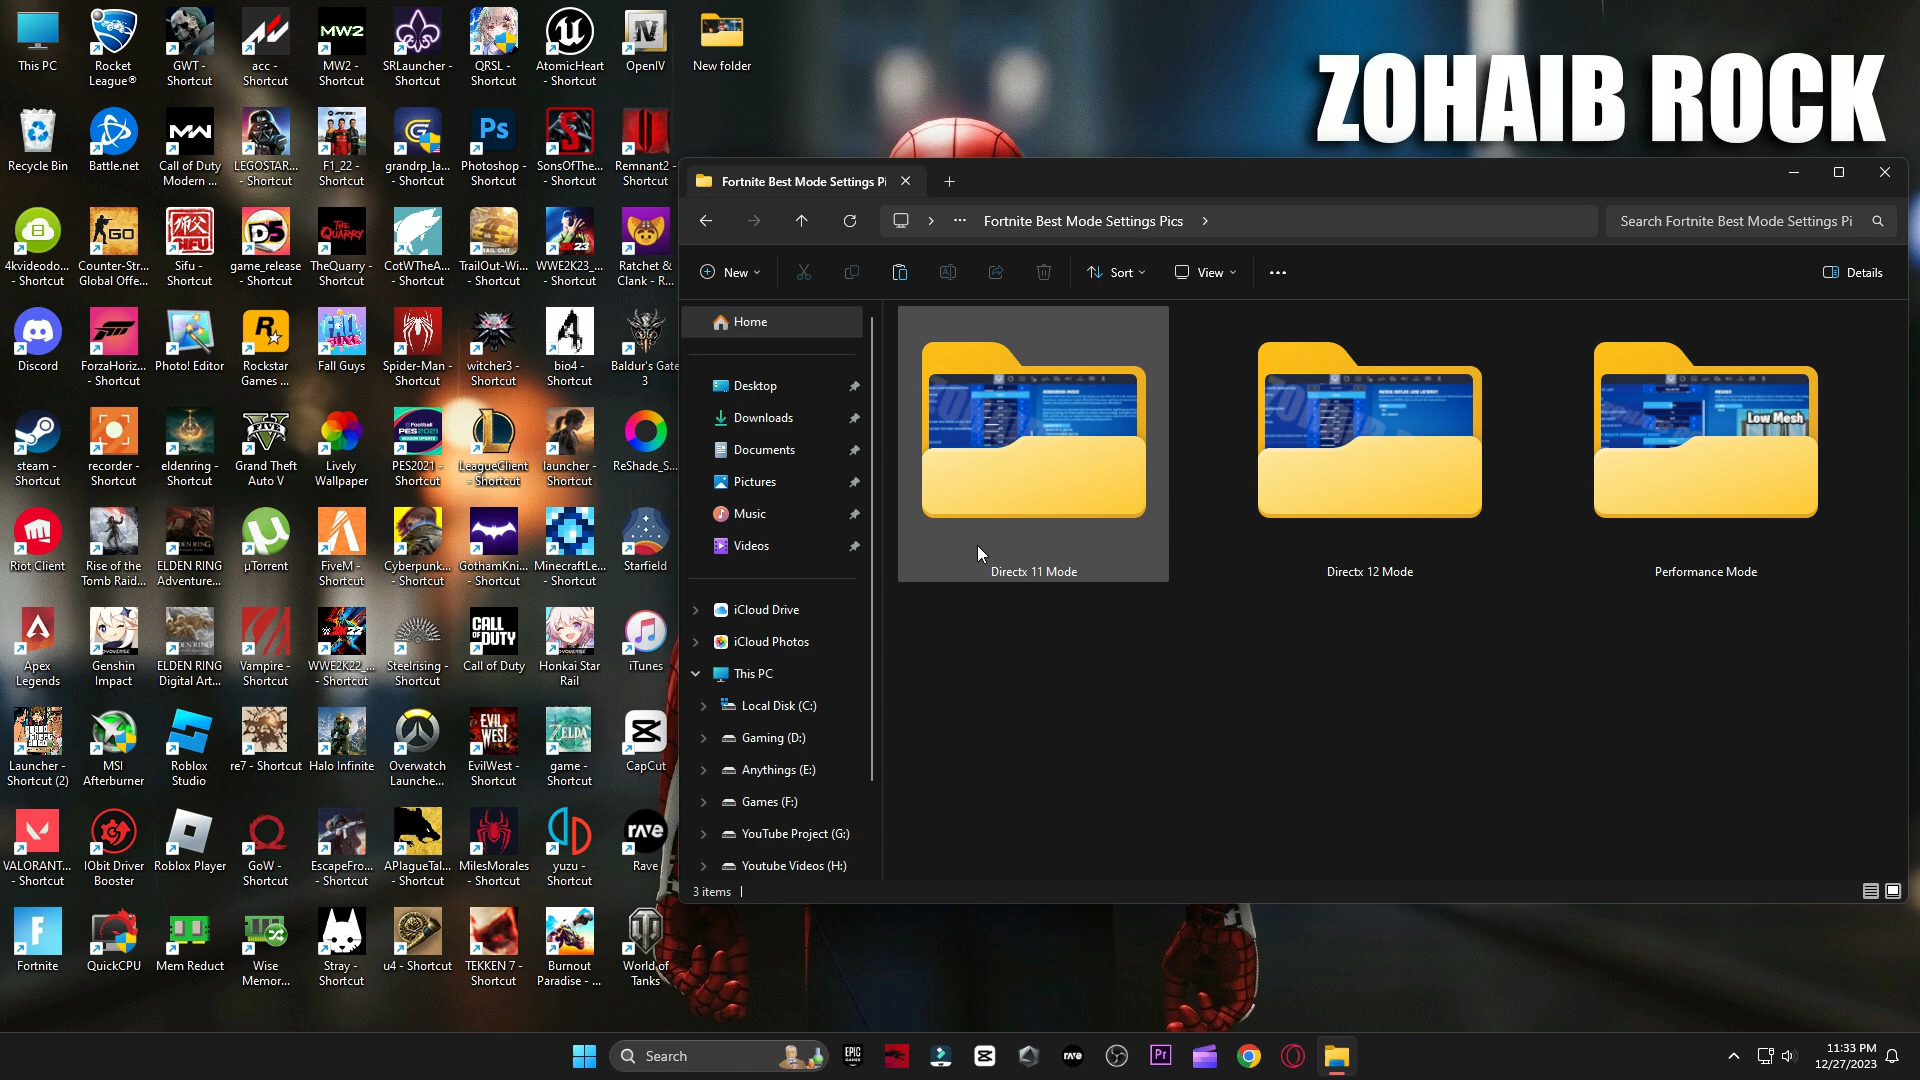 This PC
Rocket League®
GWT - Shortcut
acc - Shortcut
MW2 - Shortcut
SRLauncher - Shortcut
QRSL - Shortcut
AtomicHeart - Shortcut
OpenIV
New folder
ZOHAIB ROCK
Recycle Bin
Battle.net
Call of Duty Modern ...
LEGOSTAR... - Shortcut
F1_22 - Shortcut
grandrp_la... - Shortcut
Photoshop - Shortcut
SonsOfThe... - Shortcut
Remnant2 - Shortcut
4kvideodo... - Shortcut
Counter-Str... Global Offe...
Sifu - Shortcut
game_release - Shortcut
TheQuarry - Shortcut
CotWTheA... - Shortcut
TrailOut-Wi... - Shortcut
WWE2K23_... - Shortcut
Ratchet & Clank - R...
Discord
ForzaHoriz... - Shortcut
Photo! Editor
Rockstar Games ...
Fall Guys
Spider-Man - Shortcut
witcher3 - Shortcut
bio4 - Shortcut
Baldur's Gate 3
steam - Shortcut
recorder - Shortcut
eldenring - Shortcut
Grand Theft Auto V
Lively Wallpaper
PES2021 - Shortcut
LeagueClient - Shortcut
launcher - Shortcut
ReShade_S...
Riot Client
Rise of the Tomb Raid...
ELDEN RING Adventure...
µTorrent
FiveM - Shortcut
Cyberpunk... - Shortcut
GothamKni... - Shortcut
MinecraftLe... - Shortcut
Starfield
Apex Legends
Genshin Impact
ELDEN RING Digital Art...
Vampire - Shortcut
WWE2K22_... - Shortcut
Steelrising - Shortcut
Call of Duty
Honkai Star Rail
iTunes
Launcher - Shortcut (2)
MSI Afterburner
Roblox Studio
re7 - Shortcut
Halo Infinite
Overwatch Launche...
EvilWest - Shortcut
game - Shortcut
CapCut
VALORANT... - Shortcut
IObit Driver Booster
Roblox Player
GoW - Shortcut
EscapeFro... - Shortcut
APlagueTal... - Shortcut
MilesMorales - Shortcut
yuzu - Shortcut
Rave
Fortnite
QuickCPU
Mem Reduct
Wise Memor...
Stray - Shortcut
u4 - Shortcut
TEKKEN 7 - Shortcut
Burnout Paradise - ...
World of Tanks
Fortnite Best Mode Settings Pi
... Fortnite Best Mode Settings Pics
Search Fortnite Best Mode Settings Pi
New
Sort
View
Details
Home
Desktop
Downloads
Documents
Pictures
Music
Videos
iCloud Drive
iCloud Photos
This PC
Local Disk (C:)
Gaming (D:)
Anythings (E:)
Games (F:)
YouTube Project (G:)
Youtube Videos (H:)
Low Mesh
Directx 11 Mode
Directx 12 Mode
Performance Mode
3 items
Search
11:33 PM
12/27/2023